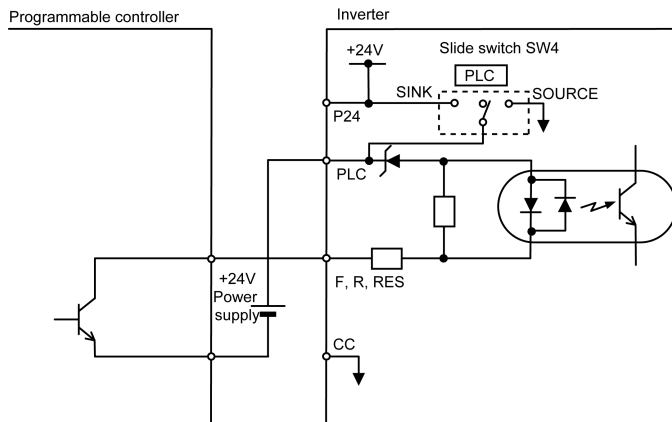 Programmable controller
Inverter
+24V
Slide switch SW4
PLC
SINK
SOURCE
P24
PLC
+24V
Power
supply
F, R, RES
CC